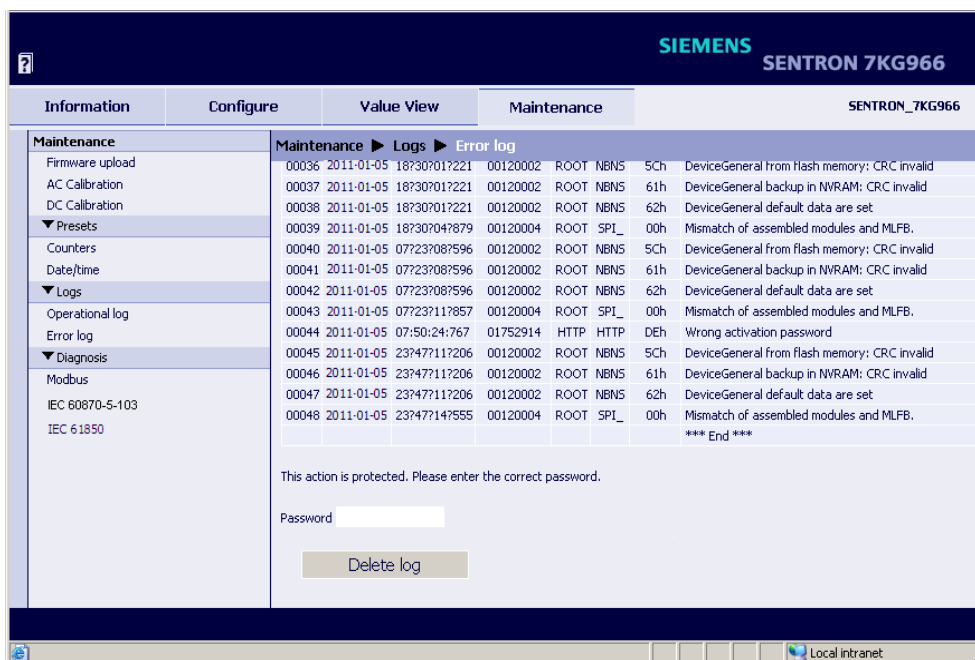 SIEMENS
SENTRON 7KG966
Information Configure Value View Maintenance SENTRON_7KG966
Maintenance
Firmware upload
AC Calibration
DC Calibration
Presets
Counters
Date/time
Logs
Operational log
Error log
Diagnosis
Modbus
IEC 60870-5-103
IEC 61850
Maintenance ▶ Logs ▶ Error log
00036 2011-01-05 18?30?01?221 00120002 ROOT NBNS 5Ch DeviceGeneral from flash memory: CRC invalid
00037 2011-01-05 18?30?01?221 00120002 ROOT NBNS 61h DeviceGeneral backup in NVRAM: CRC invalid
00038 2011-01-05 18?30?01?221 00120002 ROOT NBNS 62h DeviceGeneral default data are set
00039 2011-01-05 18?30?04?879 00120004 ROOT SPI_ 00h Mismatch of assembled modules and MLFB.
00040 2011-01-05 07?23?08?596 00120002 ROOT NBNS 5Ch DeviceGeneral from flash memory: CRC invalid
00041 2011-01-05 07?23?08?596 00120002 ROOT NBNS 61h DeviceGeneral backup in NVRAM: CRC invalid
00042 2011-01-05 07?23?08?596 00120002 ROOT NBNS 62h DeviceGeneral default data are set
00043 2011-01-05 07?23?11?857 00120004 ROOT SPI_ 00h Mismatch of assembled modules and MLFB.
00044 2011-01-05 07:50:24:767 01752914 HTTP HTTP DEh Wrong activation password
00045 2011-01-05 23?47?11?206 00120002 ROOT NBNS 5Ch DeviceGeneral from flash memory: CRC invalid
00046 2011-01-05 23?47?11?206 00120002 ROOT NBNS 61h DeviceGeneral backup in NVRAM: CRC invalid
00047 2011-01-05 23?47?11?206 00120002 ROOT NBNS 62h DeviceGeneral default data are set
00048 2011-01-05 23?47?14?555 00120004 ROOT SPI_ 00h Mismatch of assembled modules and MLFB.
*** End ***
This action is protected. Please enter the correct password.
Password
Delete log
Local intranet